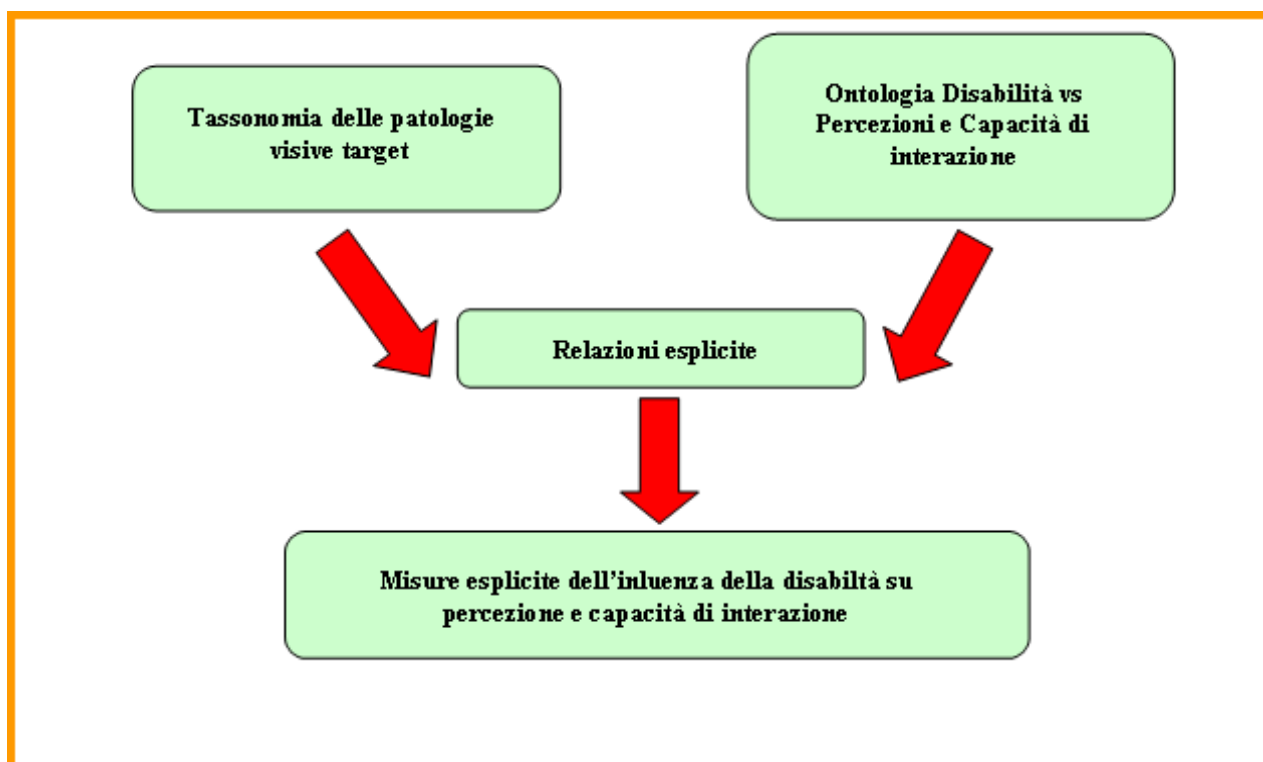 Tassonomia delle patologie
visive target
Ontologia Disabilità vs
Percezioni e Capacità di
interazione
Relazioni esplicite
Misure esplicite dell'inluenza della disabiltà su
percezione e capacità di interazione